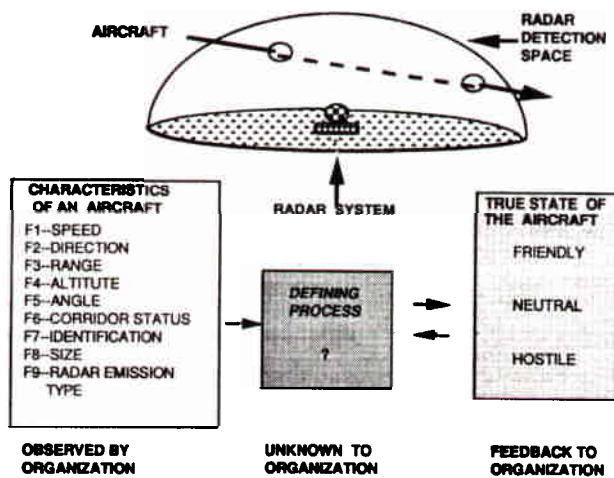 AIRCRAFT
RADAR
DETECTION
SPACE
RADAR SYSTEM
CHARACTERISTICS
OF AN AIRCRAFT
F1--SPEED
F2--DIRECTION
F3--RANGE
F4--ALTITUTE
F5--ANGLE
F6--CORRIDOR STATUS
F7--IDENTIFICATION
F8--SIZE
F9--RADAR EMISSION
TYPE
DEFINING
PROCESS
?
TRUE STATE OF
THE AIRCRAFT
FRIENDLY
NEUTRAL
HOSTILE
OBSERVED BY
ORGANIZATION
UNKNOWN TO
ORGANIZATION
FEEDBACK TO
ORGANIZATION